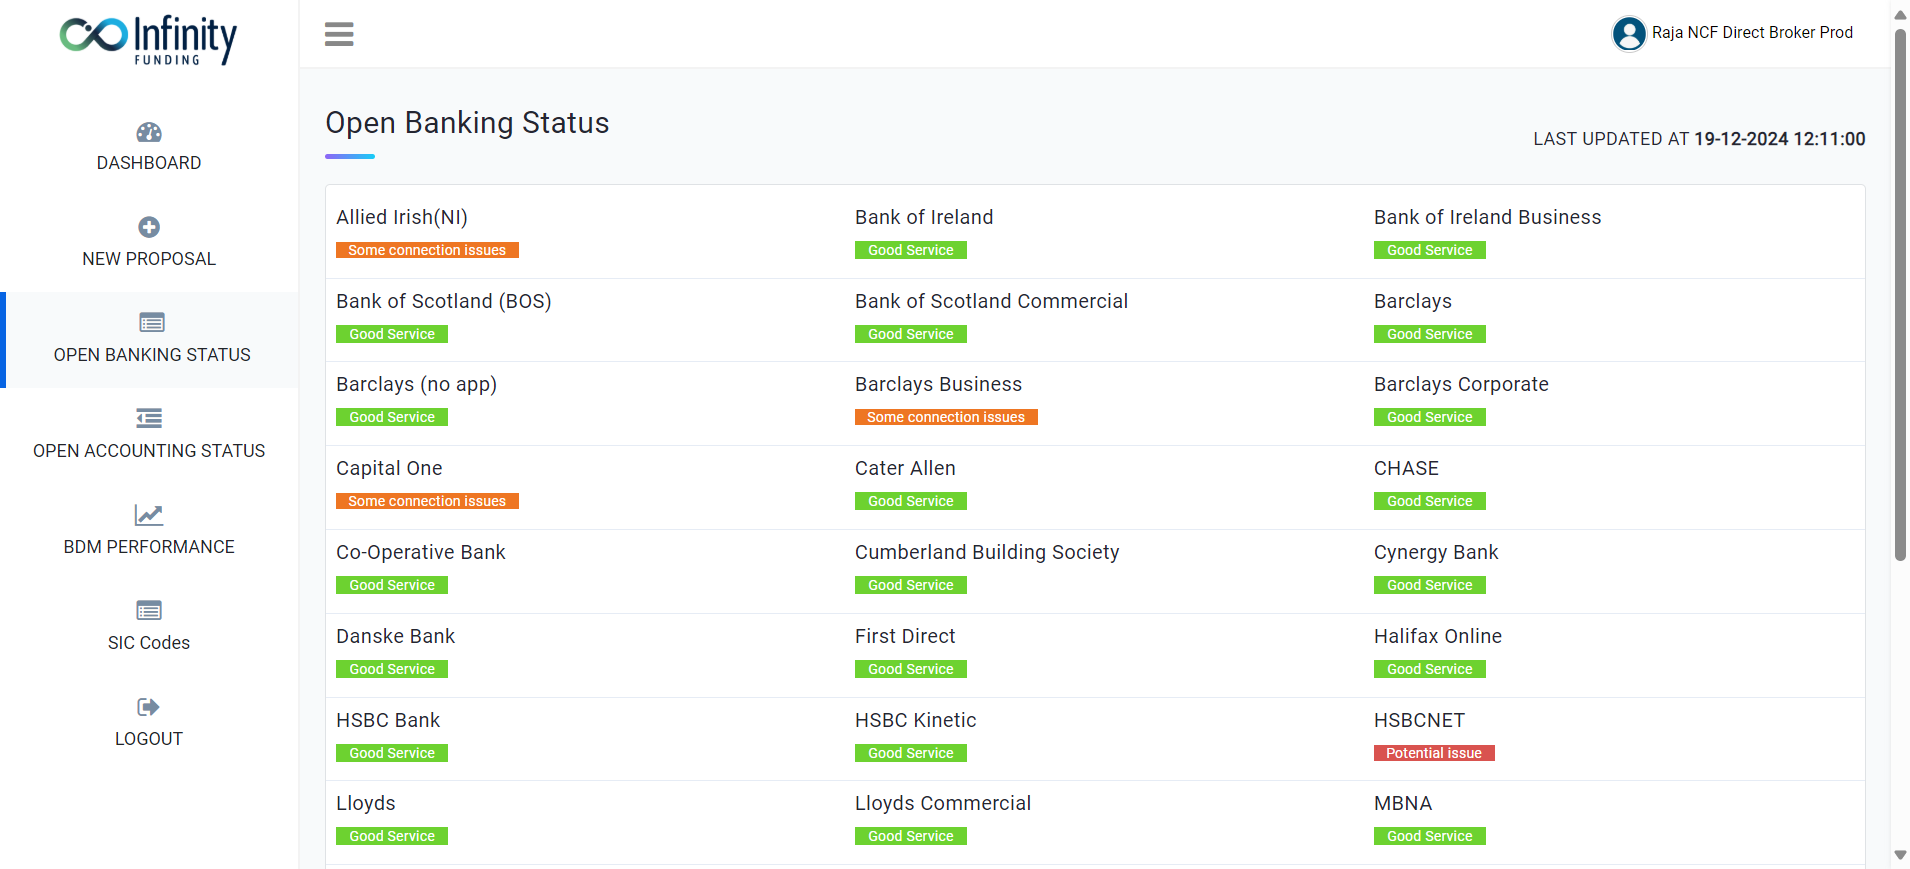 Infinity
FUNDING
Raja NCF Direct Broker Prod
DASHBOARD
NEW PROPOSAL
OPEN BANKING STATUS
OPEN ACCOUNTING STATUS
BDM PERFORMANCE
SIC Codes
LOGOUT
Open Banking Status
LAST UPDATED AT 19-12-2024 12:11:00
Allied Irish(NI)
Some connection issues
Bank of Ireland
Good Service
Bank of Ireland Business
Good Service
Bank of Scotland (BOS)
Good Service
Bank of Scotland Commercial
Good Service
Barclays
Good Service
Barclays (no app)
Good Service
Barclays Business
Some connection issues
Barclays Corporate
Good Service
Capital One
Some connection issues
Cater Allen
Good Service
CHASE
Good Service
Co-Operative Bank
Good Service
Cumberland Building Society
Good Service
Cynergy Bank
Good Service
Danske Bank
Good Service
First Direct
Good Service
Halifax Online
Good Service
HSBC Bank
Good Service
HSBC Kinetic
Good Service
HSBCNET
Potential issue
Lloyds
Good Service
Lloyds Commercial
Good Service
MBNA
Good Service